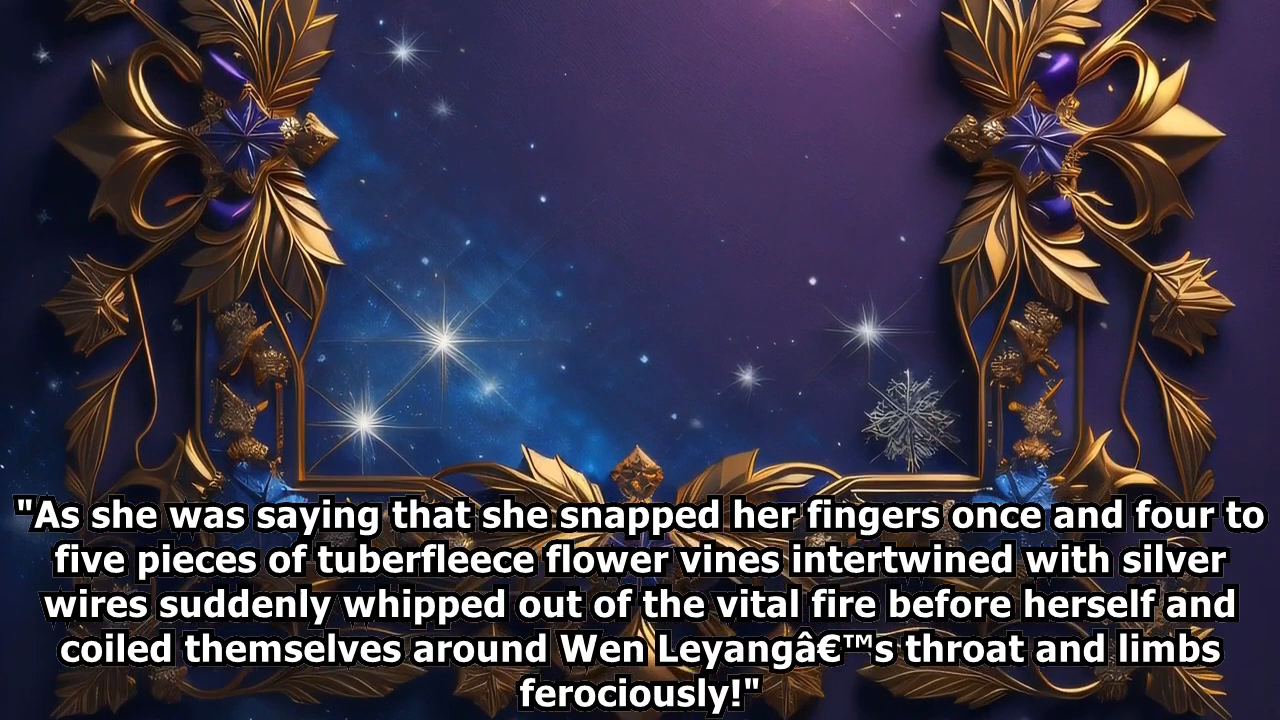 "As she was saying that she snapped her fingers once and four to
five pieces of tuberfleece flower vines intertwined with silver
wires suddenly whipped out of the vital fire before herself and
coiled themselves around Wen Leyangâ€™s throat and limbs
ferociously!"